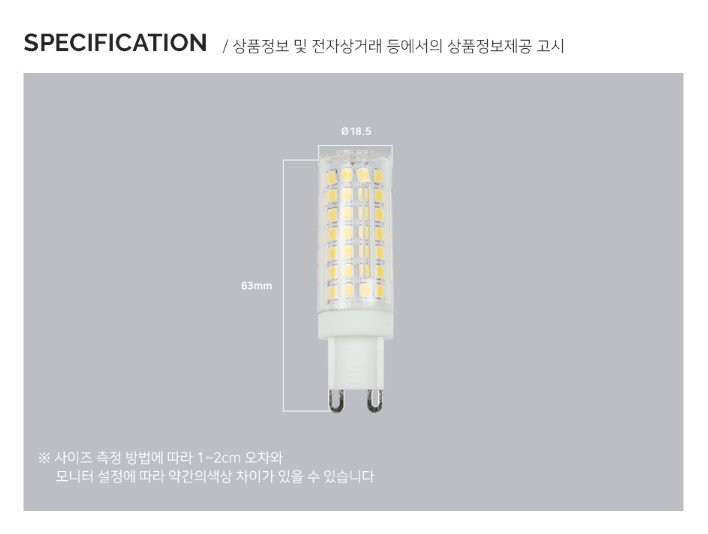 SPECIFICATION / 상품정보 및 전자상거래 등에서의 상품정보제공 고시
Ø18.5
63mm
※ 사이즈 측정 방법에 따라 1~2cm 오차와
모니터 설정에 따라 약간의색상 차이가 있을 수 있습니다